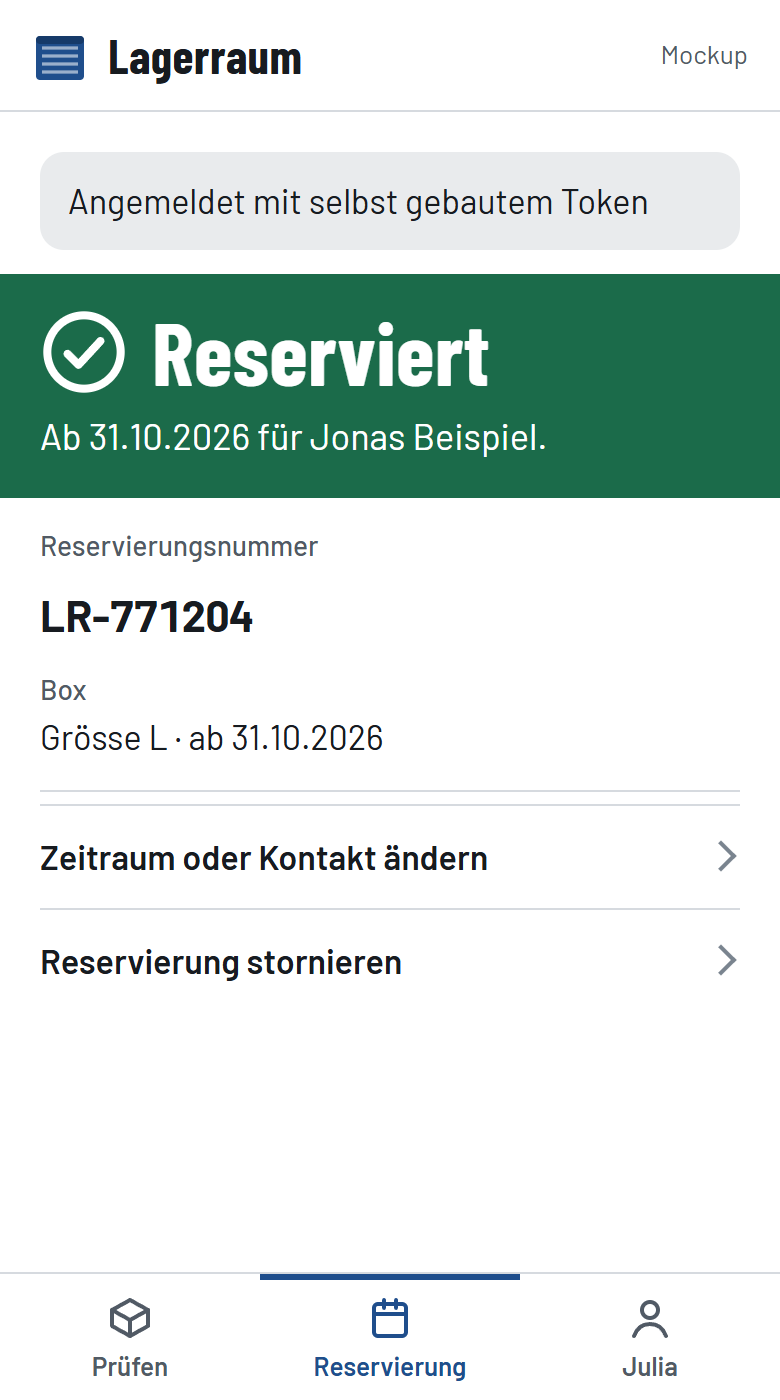 Lagerraum
Mockup
Angemeldet mit selbst gebautem Token
Reserviert
Ab 31.10.2026 für Jonas Beispiel.
Reservierungsnummer
LR-771204
Box
Grösse L · ab 31.10.2026
Zeitraum oder Kontakt ändern
Reservierung stornieren
Prüfen
Reservierung
Julia